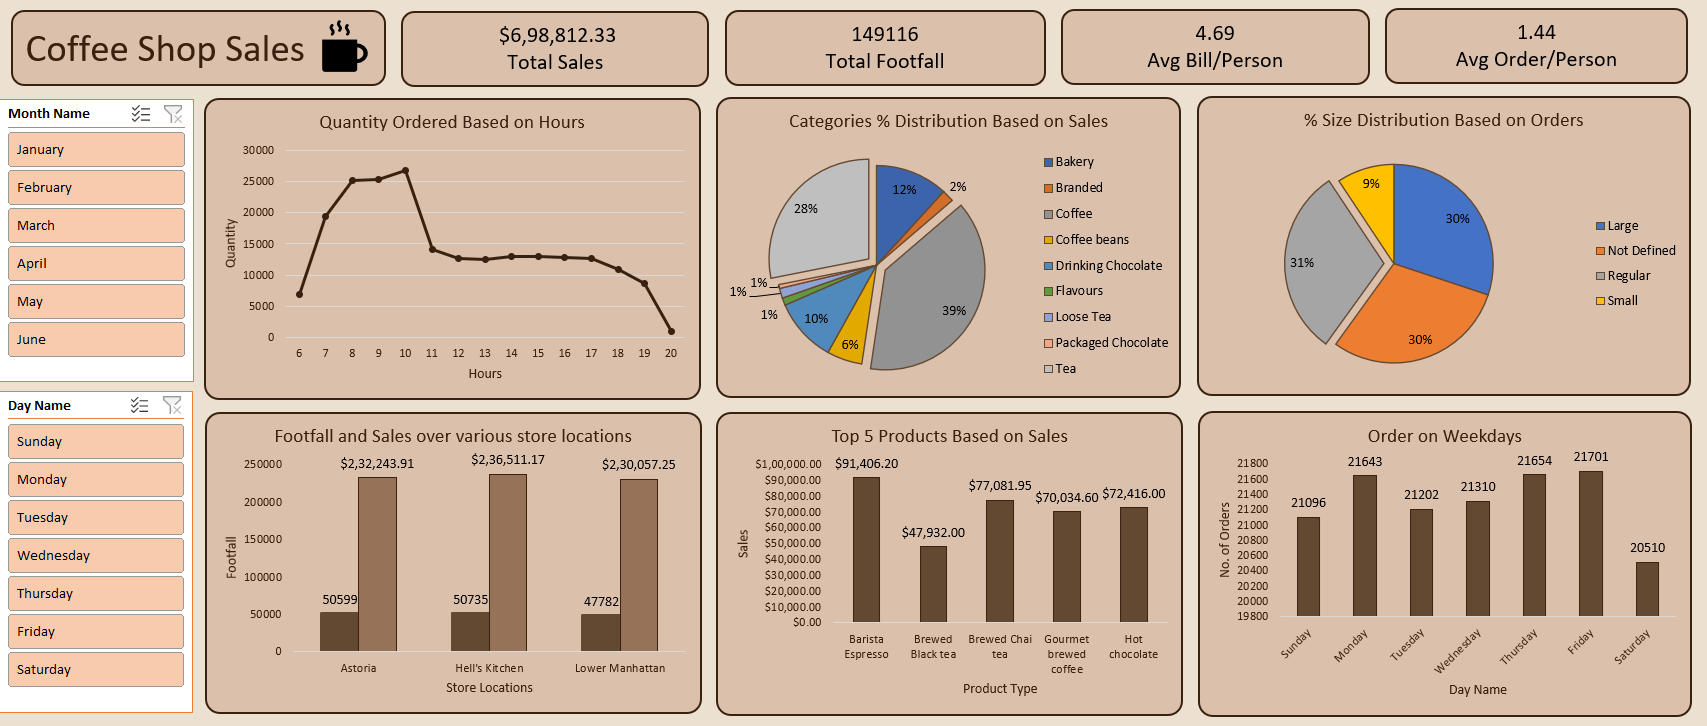 Coffee Shop Sales
$6,98,812.33
Total Sales
149116
Total Footfall
4.69
Avg Bill/Person
1.44
Avg Order/Person
Month Name
January
February
March
April
May
June
Day Name
Sunday
Monday
Tuesday
Wednesday
Thursday
Friday
Saturday
Quantity Ordered Based on Hours
Quantity
30000
25000
20000
15000
10000
5000
0
6 7 8 9 10 11 12 13 14 15 16 17 18 19 20
Hours
Categories % Distribution Based on Sales
12%
2%
39%
6%
10%
1%
1%
1%
28%
Bakery
Branded
Coffee
Coffee beans
Drinking Chocolate
Flavours
Loose Tea
Packaged Chocolate
Tea
% Size Distribution Based on Orders
30%
30%
31%
9%
Large
Not Defined
Regular
Small
Footfall and Sales over various store locations
Footfall
250000
200000
150000
100000
50000
0
$2,32,243.91
$2,36,511.17
$2,30,057.25
50599
50735
47782
Astoria
Hell's Kitchen
Lower Manhattan
Store Locations
Top 5 Products Based on Sales
Sales
$1,00,000.00
$90,000.00
$80,000.00
$70,000.00
$60,000.00
$50,000.00
$40,000.00
$30,000.00
$20,000.00
$10,000.00
$0.00
$91,406.20
$47,932.00
$77,081.95
$70,034.60
$72,416.00
Barista
Espresso
Brewed
Black tea
Brewed Chai
tea
Gourmet
brewed
coffee
Hot
chocolate
Product Type
Order on Weekdays
No. of Orders
21800
21600
21400
21200
21000
20800
20600
20400
20200
20000
19800
21096
21643
21202
21310
21654
21701
20510
Sunday
Monday
Tuesday
Wednesday
Thursday
Friday
Saturday
Day Name